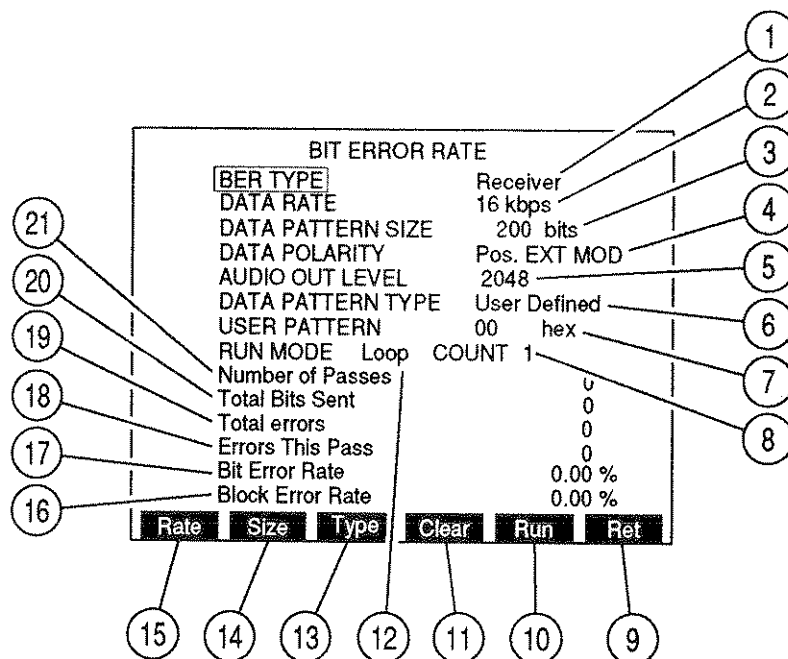 1
2
BIT ERROR RATE
3
BER TYPE Receiver
DATA RATE 16 kbps
4
DATA PATTERN SIZE 200 bits
21
DATA POLARITY Pos. EXT MOD
5
20
AUDIO OUT LEVEL 2048
19
DATA PATTERN TYPE User Defined
6
18
USER PATTERN 00 hex
7
17
RUN MODE Loop COUNT 1
8
16
Number of Passes 0
Total Bits Sent 0
Total errors 0
Errors This Pass 0
Bit Error Rate 0.00 %
Block Error Rate 0.00 %
Rate Size Type Clear Run Ret
15 14 13 12 11 10 9